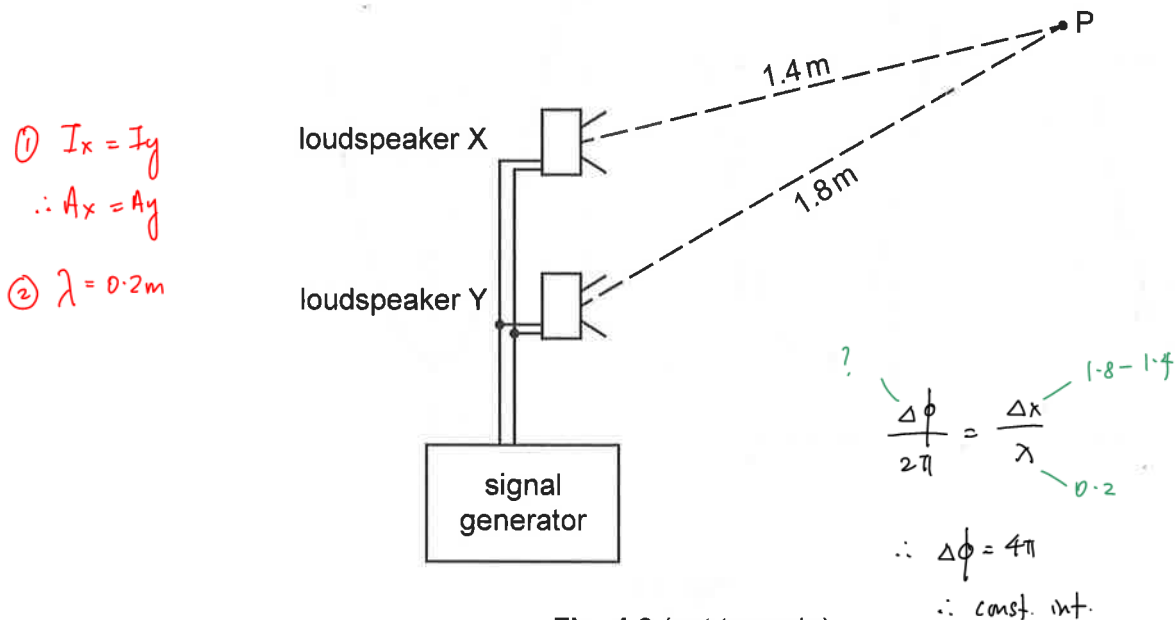 P
1.4 m
① Ix = Iy
loudspeaker X
∴ Ax = Ay
1.8 m
② λ = 0.2m
loudspeaker Y
?
1.8 - 1.4
Δϕ/2π = Δx/λ
0.2
signal
generator
∴ Δϕ = 4π
∴ const. int.